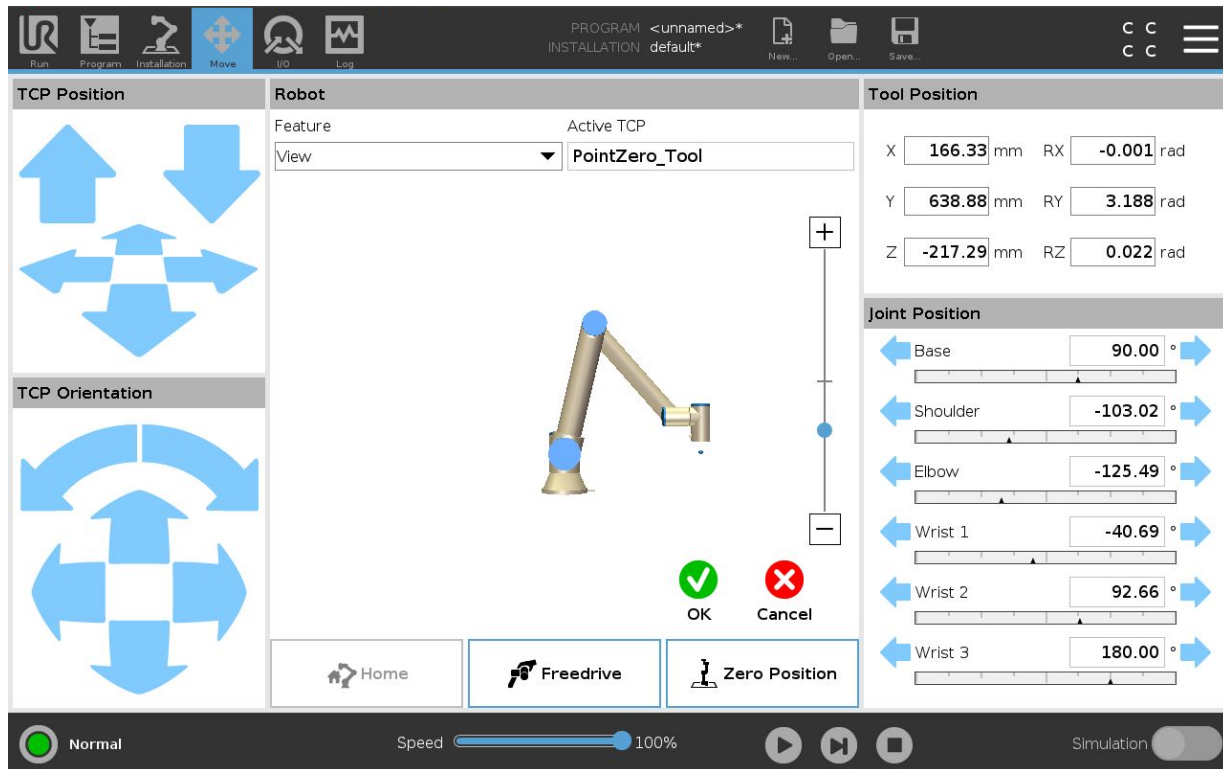 UR
Run
Program
Installation
Move
I/O
Log
PROGRAM <unnamed>*
INSTALLATION default*
New...
Open...
Save...
C C
C C
TCP Position
Robot
Feature
Active TCP
View
PointZero_Tool
+
−
OK
Cancel
Home
Freedrive
Zero Position
TCP Orientation
Tool Position
X 166.33 mm RX -0.001 rad
Y 638.88 mm RY 3.188 rad
Z -217.29 mm RZ 0.022 rad
Joint Position
Base 90.00 °
Shoulder -103.02 °
Elbow -125.49 °
Wrist 1 -40.69 °
Wrist 2 92.66 °
Wrist 3 180.00 °
Normal
Speed 100%
Simulation